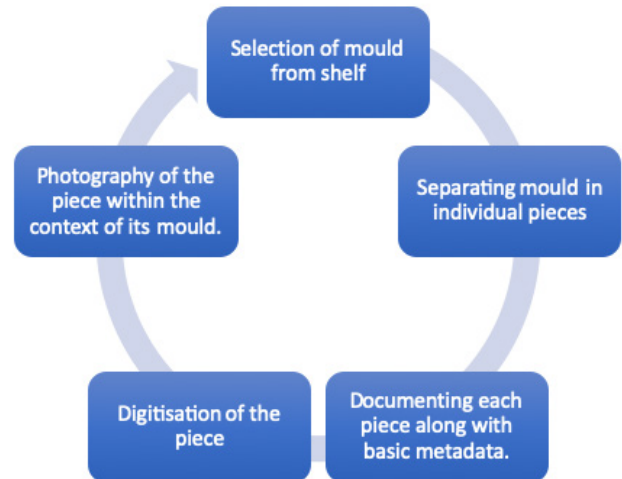 Selection of mould
from shelf
Separating mould in
individual pieces
Documenting each
piece along with
basic metadata.
Digitisation of the
piece
Photography of the
piece within the
context of its mould.